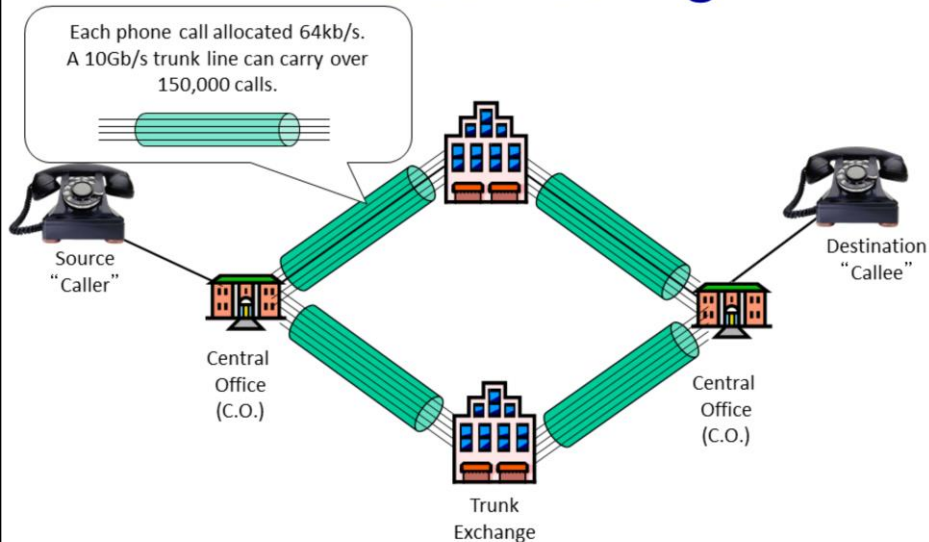 Each phone call allocated 64kb/s.
A 10Gb/s trunk line can carry over
150,000 calls.
Source
“Caller”
Destination
“Callee”
Central
Office
(C.O.)
Central
Office
(C.O.)
Trunk
Exchange